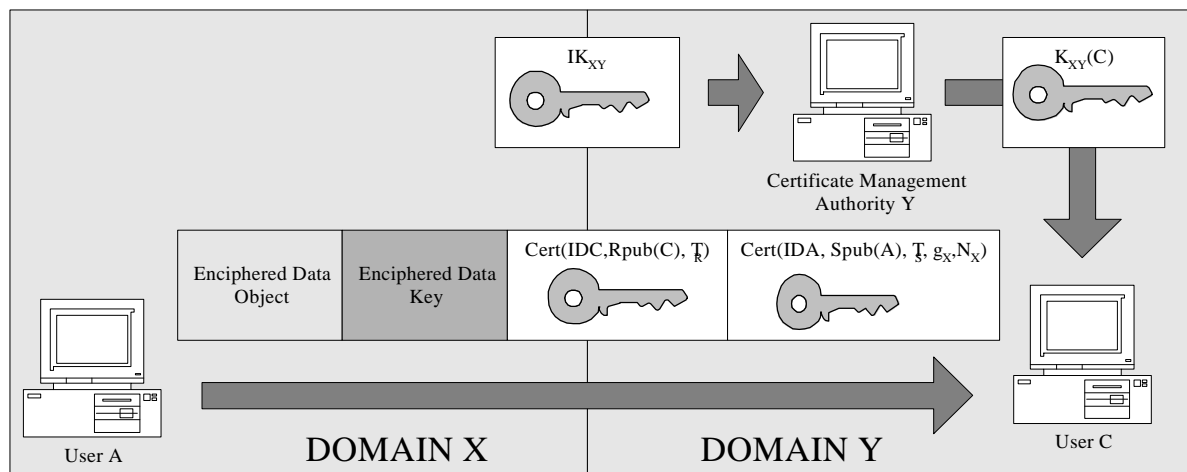 IK_XY
K_XY(C)
Certificate Management
Authority Y
Enciphered Data
Object
Enciphered Data
Key
Cert(IDC,Rpub(C), T_R)
Cert(IDA, Spub(A), T_S, g_X,N_X)
User A
DOMAIN X
DOMAIN Y
User C